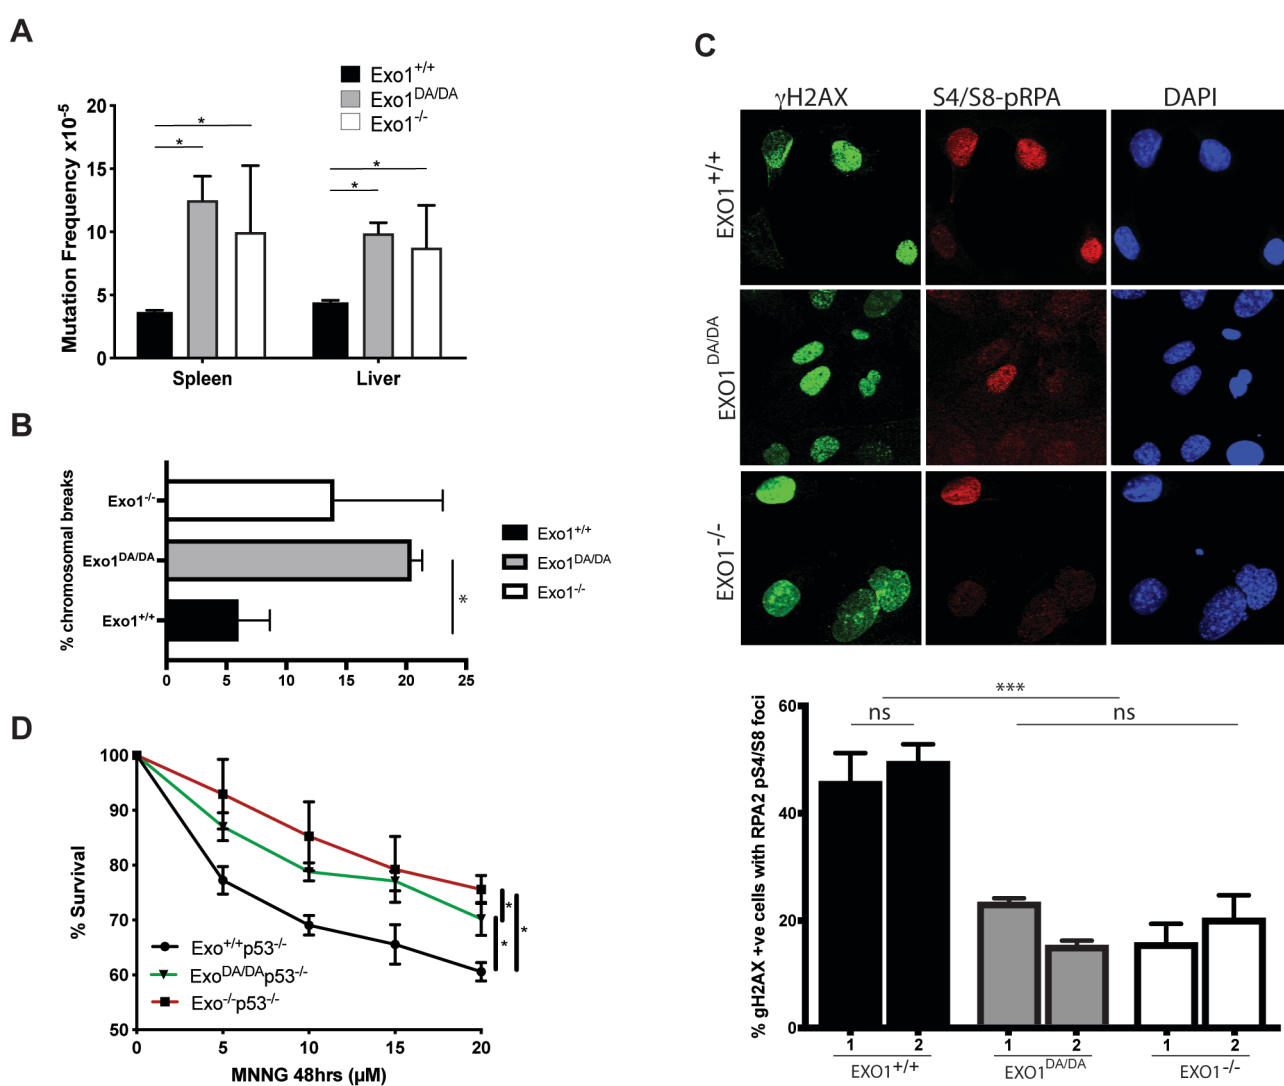 A
Exo1+/+
Exo1DA/DA
Exo1-/-
Mutation Frequency x10-5
20
15
10
5
0
*
*
*
*
Spleen
Liver
B
% chromosomal breaks
Exo1-/-
Exo1DA/DA
Exo1+/+
0 5 10 15 20 25
*
Exo1+/+
Exo1DA/DA
Exo1-/-
C
γH2AX S4/S8-pRPA DAPI
EXO1+/+
EXO1DA/DA
EXO1-/-
% gH2AX +ve cells with RPA2 pS4/S8 foci
60
40
20
0
***
ns
ns
1 2 1 2 1 2
EXO1+/+ EXO1DA/DA EXO1-/-
D
% Survival
100
90
80
70
60
50
Exo+/+p53-/-
ExoDA/DAp53-/-
Exo-/-p53-/-
*
*
*
0 5 10 15 20
MNNG 48hrs (µM)